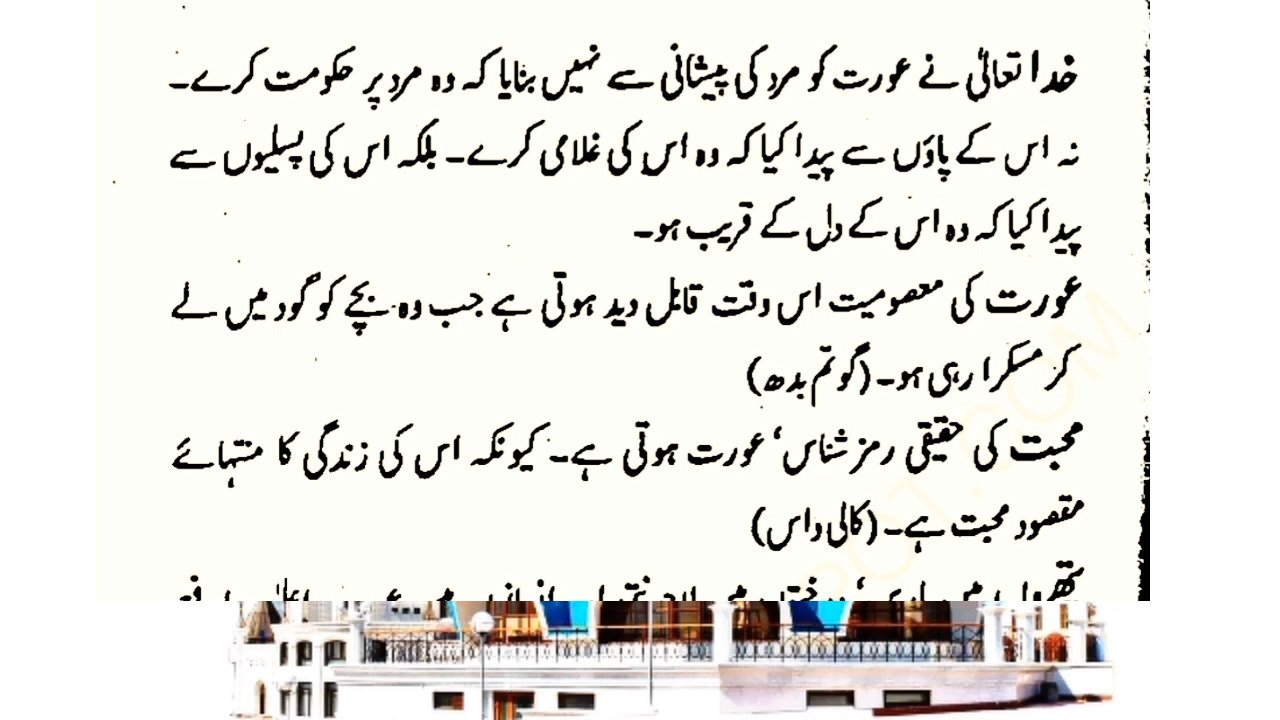 خدا تعالیٰ نے عورت کو مرد کی پیشانی سے نہیں بنایا کہ وہ مرد پر حکومت کرے۔
نہ اس کے پاؤں سے پیدا کیا کہ وہ اس کی غلامی کرے۔ بلکہ اس کی پسلیوں سے
پیدا کیا کہ وہ اس کے دل کے قریب ہو۔
عورت کی معصومیت اس وقت قابل دید ہوتی ہے جب وہ بچے کو گود میں لے
کر مسکرا رہی ہو۔ (گوتم بدھ)
محبت کی حقیقی رمز شناس، عورت ہوتی ہے۔ کیونکہ اس کی زندگی کا منتہائے
مقصود محبت ہے۔ (کالی داس)